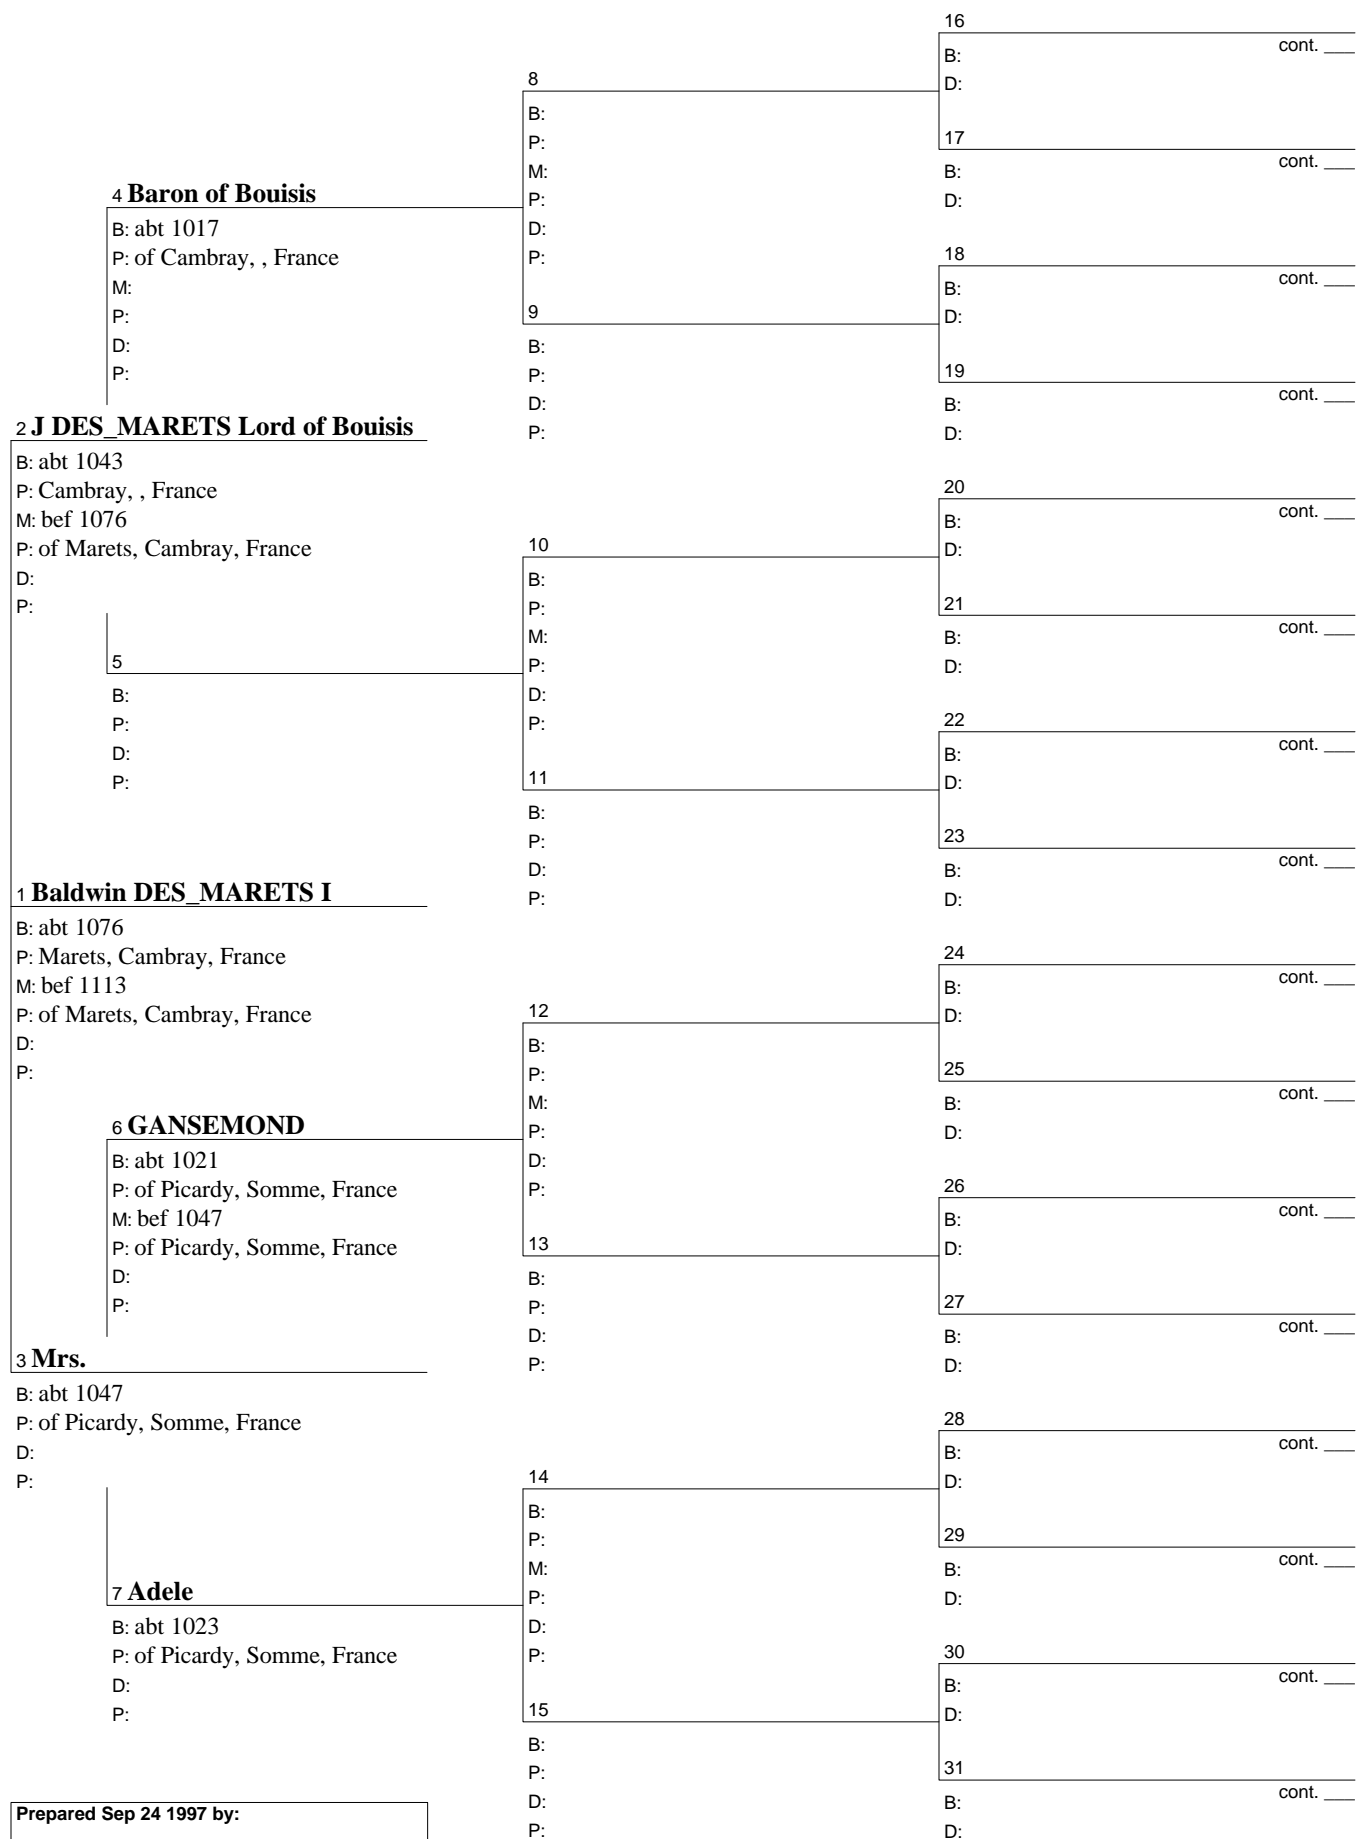 16
cont. ___
B:
8
D:
B:
P:
17
cont. ___
M:
B:
4 Baron of Bouisis
P:
D:
B: abt 1017
D:
P: of Cambray, , France
P:
18
cont. ___
M:
B:
P:
9
D:
D:
B:
P:
P:
19
cont. ___
D:
B:
2 J DES_MARETS Lord of Bouisis
P:
D:
B: abt 1043
P: Cambray, , France
20
cont. ___
M: bef 1076
B:
P: of Marets, Cambray, France
10
D:
D:
B:
P:
P:
21
cont. ___
M:
B:
5
P:
D:
B:
D:
P:
P:
22
cont. ___
D:
B:
P:
11
D:
B:
P:
23
cont. ___
D:
B:
1 Baldwin DES_MARETS I
P:
D:
B: abt 1076
P: Marets, Cambray, France
24
cont. ___
M: bef 1113
B:
P: of Marets, Cambray, France
12
D:
D:
B:
P:
P:
25
cont. ___
M:
B:
6 GANSEMOND
P:
D:
B: abt 1021
D:
P: of Picardy, Somme, France
P:
26
cont. ___
M: bef 1047
B:
P: of Picardy, Somme, France
13
D:
D:
B:
P:
P:
27
cont. ___
D:
B:
3 Mrs.
P:
D:
B: abt 1047
P: of Picardy, Somme, France
28
cont. ___
D:
B:
P:
14
D:
B:
P:
29
cont. ___
M:
B:
7 Adele
P:
D:
B: abt 1023
D:
P: of Picardy, Somme, France
P:
30
cont. ___
D:
B:
P:
15
D:
B:
P:
31
cont. ___
Prepared Sep 24 1997 by:
D:
B:
P:
D: